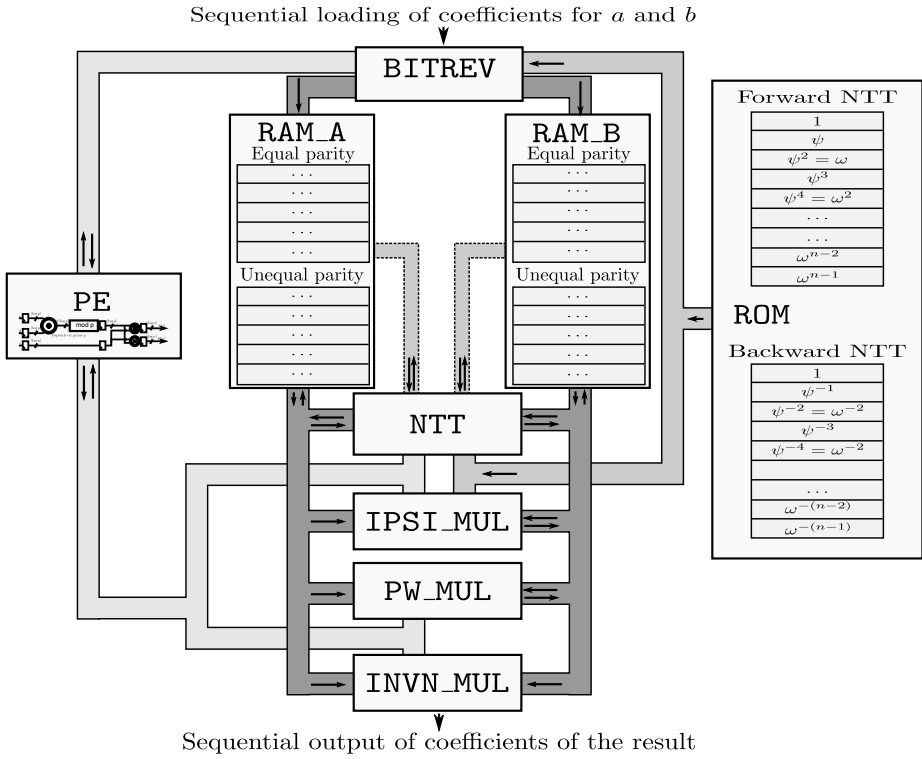 Sequential loading of coefficients for a and b
BITREV
RAM_A
Equal parity
...
...
...
...
...
Unequal parity
...
...
...
...
...
RAM_B
Equal parity
...
...
...
...
...
Unequal parity
...
...
...
...
...
Forward NTT
1
ψ
ψ² = ω
ψ³
ψ⁴ = ω²
...
...
ωⁿ⁻²
ωⁿ⁻¹
ROM
Backward NTT
1
ψ⁻¹
ψ⁻² = ω⁻²
ψ⁻³
ψ⁻⁴ = ω⁻²
...
ω⁻⁽ⁿ⁻²⁾
ω⁻⁽ⁿ⁻¹⁾
PE
mod p
NTT
IPSI_MUL
PW_MUL
INVN_MUL
Sequential output of coefficients of the result